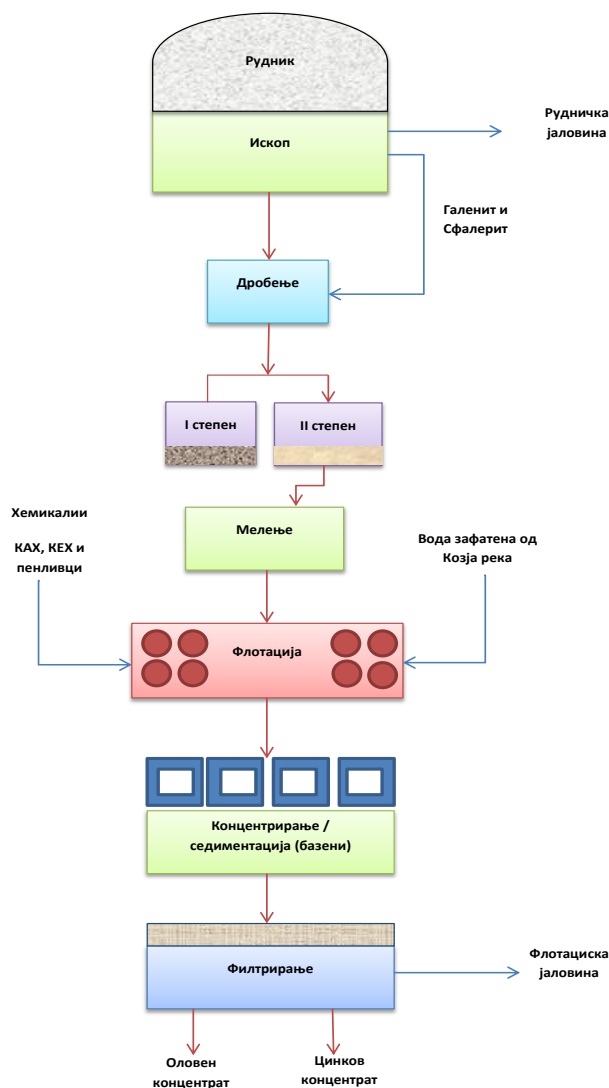 Рудник
Ископ
Рудничка
јаловина
Галенит и
Сфалерит
Дробење
I степен
II степен
Хемикалии
КАХ, КЕХ и
пенливци
Мелење
Вода зафатена од
Козја река
Флотација
Концентрирање /
седиментација (базени)
Филтрирање
Флотациска
јаловина
Оловен
концентрат
Цинков
концентрат